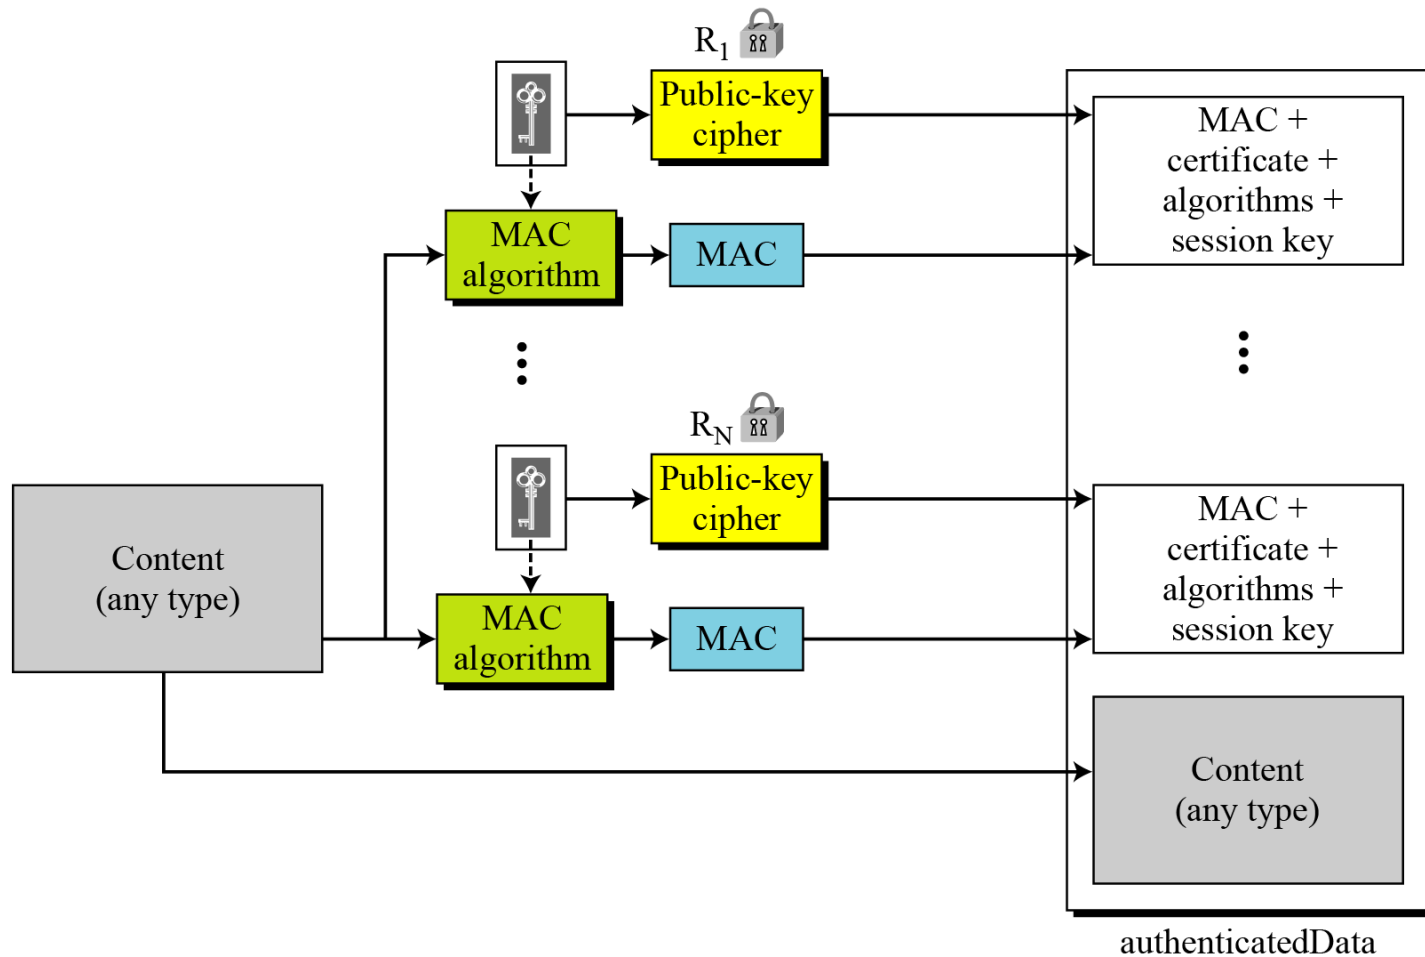 R1
Public-key
cipher
MAC +
certificate +
algorithms +
session key
MAC
algorithm
MAC
RN
Public-key
cipher
MAC +
certificate +
algorithms +
session key
Content
(any type)
MAC
algorithm
MAC
Content
(any type)
authenticatedData